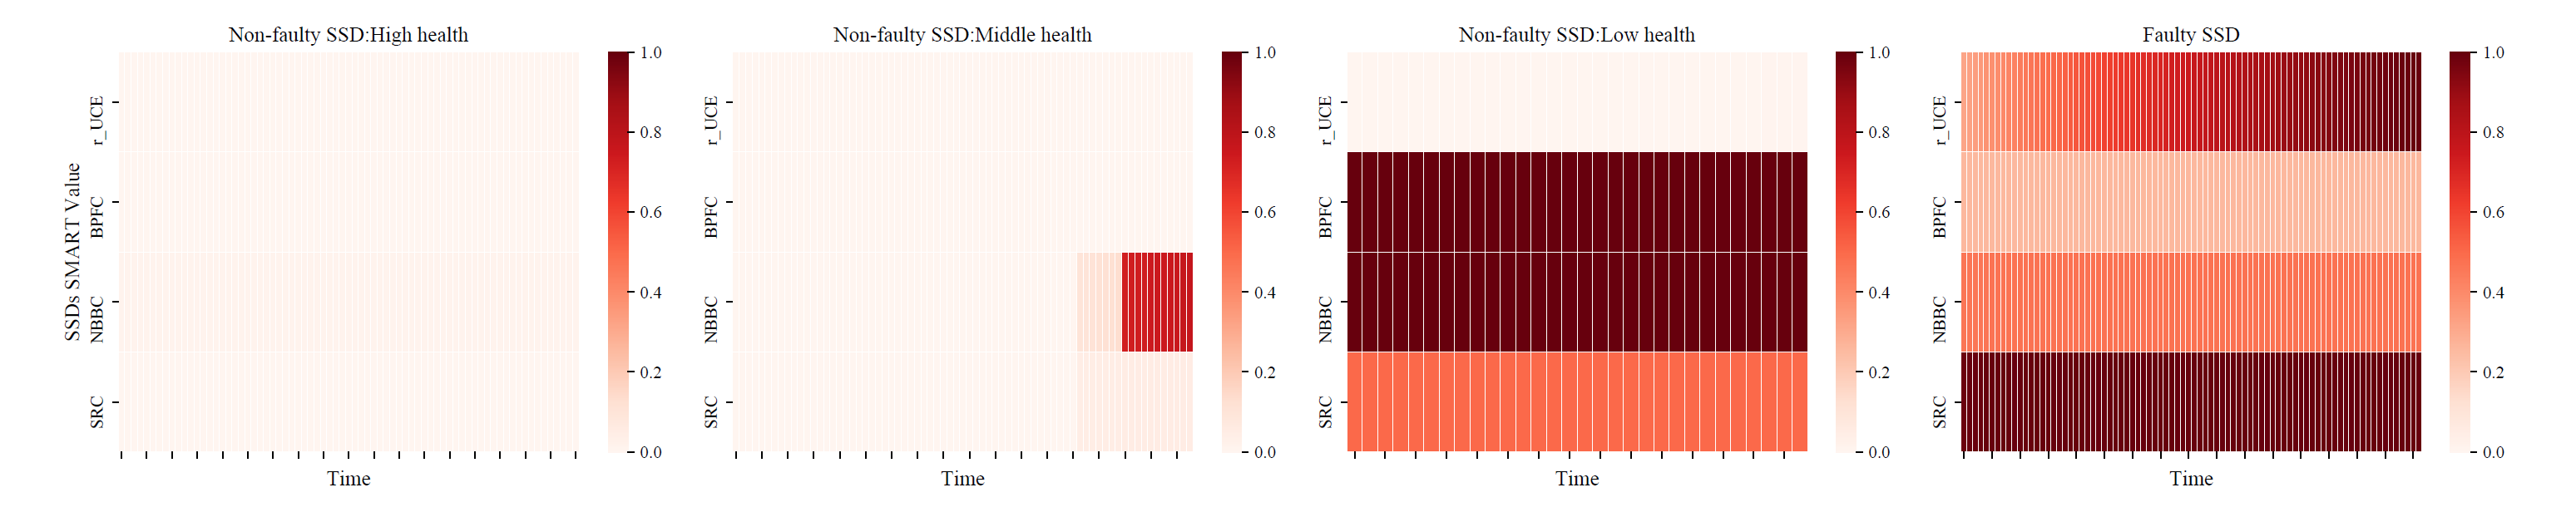 Non-faulty SSD:High health
SSDs SMART Value
r_UCE
BPFC
NBBC
SRC
Time
1.0
0.8
0.6
0.4
0.2
0.0
Non-faulty SSD:Middle health
r_UCE
BPFC
NBBC
SRC
Time
1.0
0.8
0.6
0.4
0.2
0.0
Non-faulty SSD:Low health
r_UCE
BPFC
NBBC
SRC
Time
1.0
0.8
0.6
0.4
0.2
0.0
Faulty SSD
r_UCE
BPFC
NBBC
SRC
Time
1.0
0.8
0.6
0.4
0.2
0.0